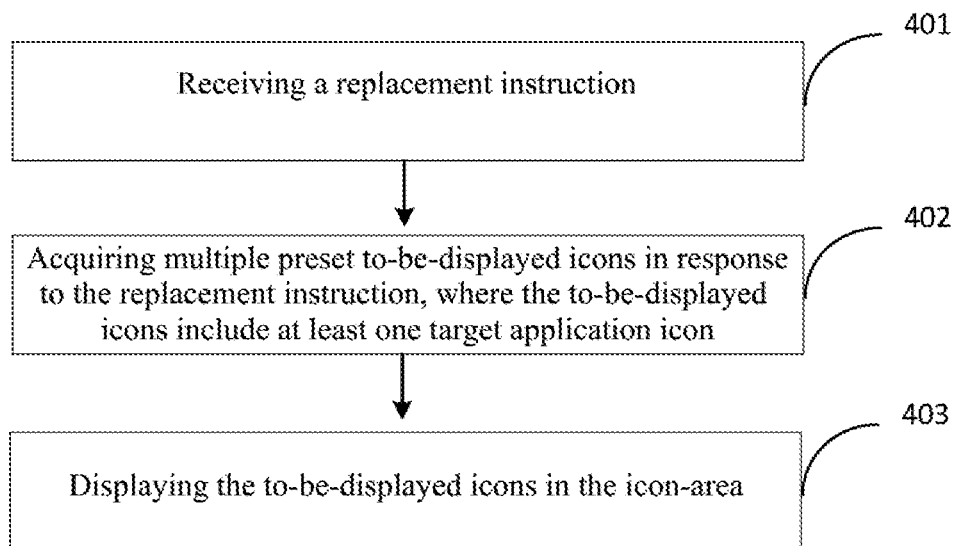 401
Receiving a replacement instruction
402
Acquiring multiple preset to-be-displayed icons in response
to the replacement instruction, where the to-be-displayed
icons include at least one target application icon
403
Displaying the to-be-displayed icons in the icon-area